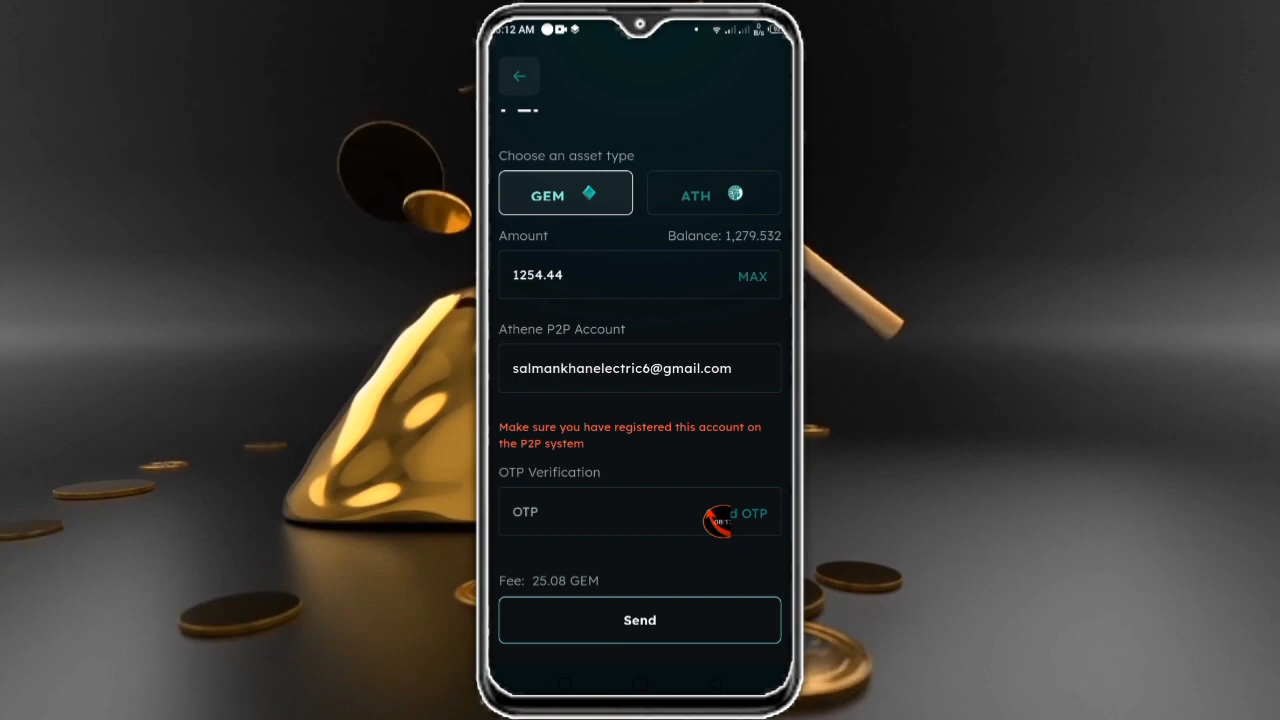 :12 AM
Choose an asset type
GEM
ATH
Amount
Balance: 1,279.532
1254.44
MAX
Athene P2P Account
salmankhanelectric6@gmail.com
Make sure you have registered this account on
the P2P system
OTP Verification
OTP
d OTP
Fee: 25.08 GEM
Send